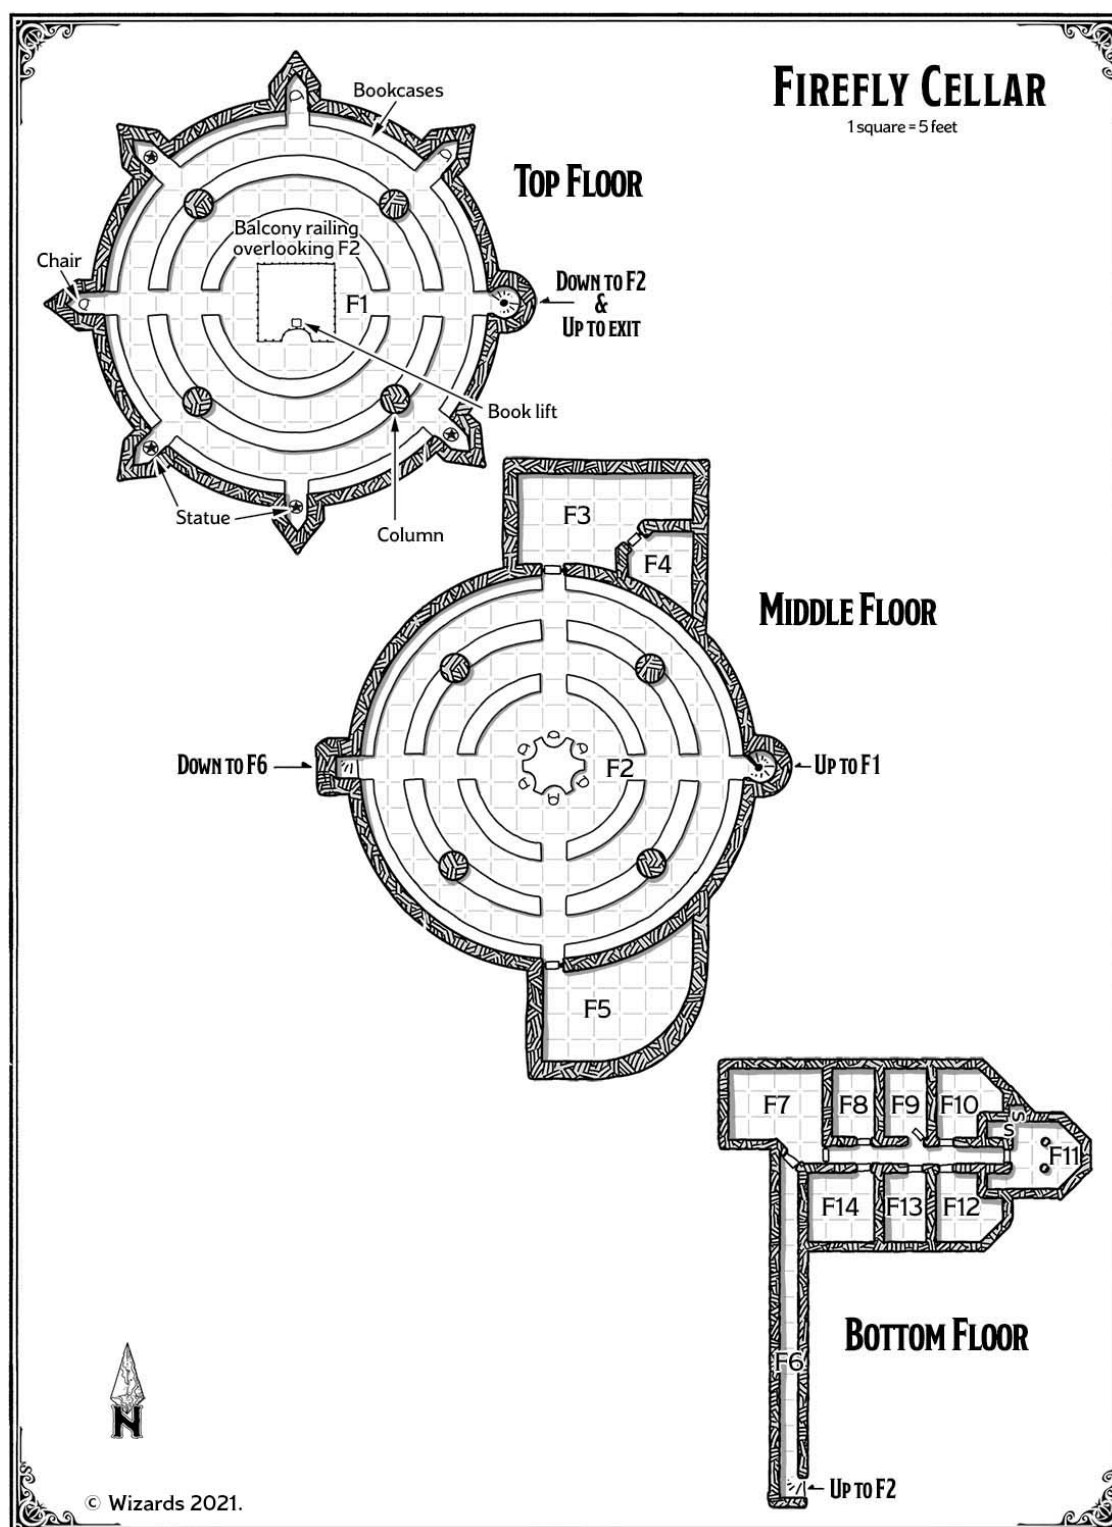 FIREFLY CELLAR
1 square = 5 feet
Bookcases
TOP FLOOR
Balcony railing
overlooking F2
Chair
F1
DOWN TO F2
&
UP TO EXIT
Book lift
Statue
Column
F3
F4
MIDDLE FLOOR
DOWN TO F6
F2
UP TO F1
F5
F7
F8
F9
F10
S
S
F11
F14
F13
F12
BOTTOM FLOOR
F6
N
UP TO F2
© Wizards 2021.